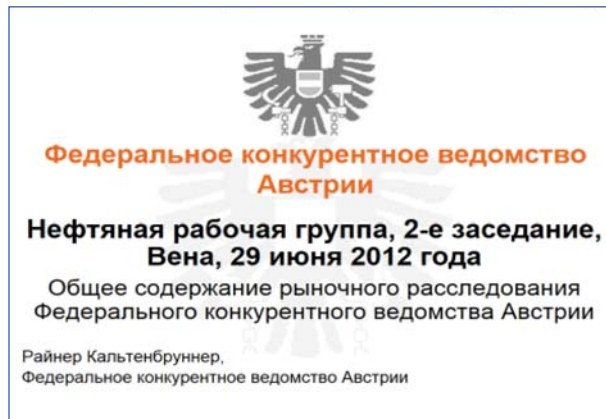 Федеральное конкурентное ведомство
Австрии
Нефтяная рабочая группа, 2-е заседание,
Вена, 29 июня 2012 года
Общее содержание рыночного расследования
Федерального конкурентного ведомства Австрии
Райнер Кальтенбруннер,
Федеральное конкурентное ведомство Австрии